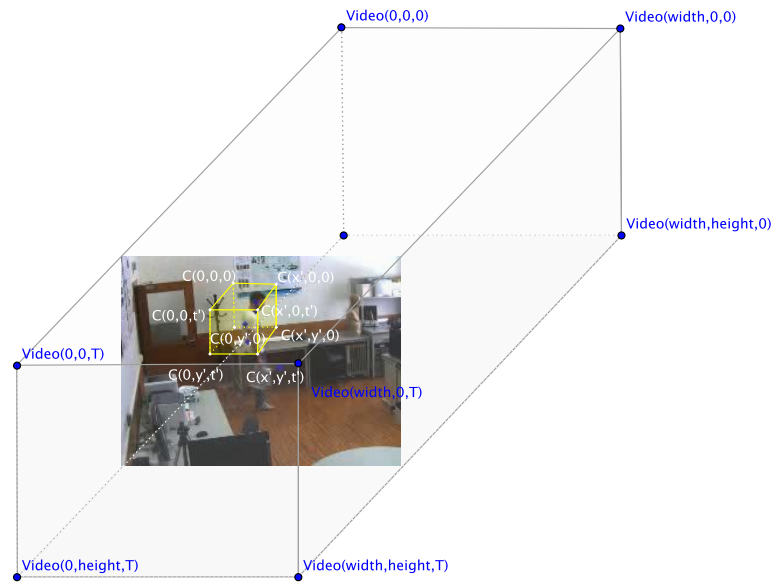 Video(0,0,0)
Video(width,0,0)
Video(width,height,0)
C(0,0,0)
C(x',0,0)
C(0,0,t')
C(x',0,t')
C(0,y',0)
C(x',y',0)
Video(0,0,T)
C(0,y',t')
C(x',y',t')
Video(width,0,T)
Video(0,height,T)
Video(width,height,T)